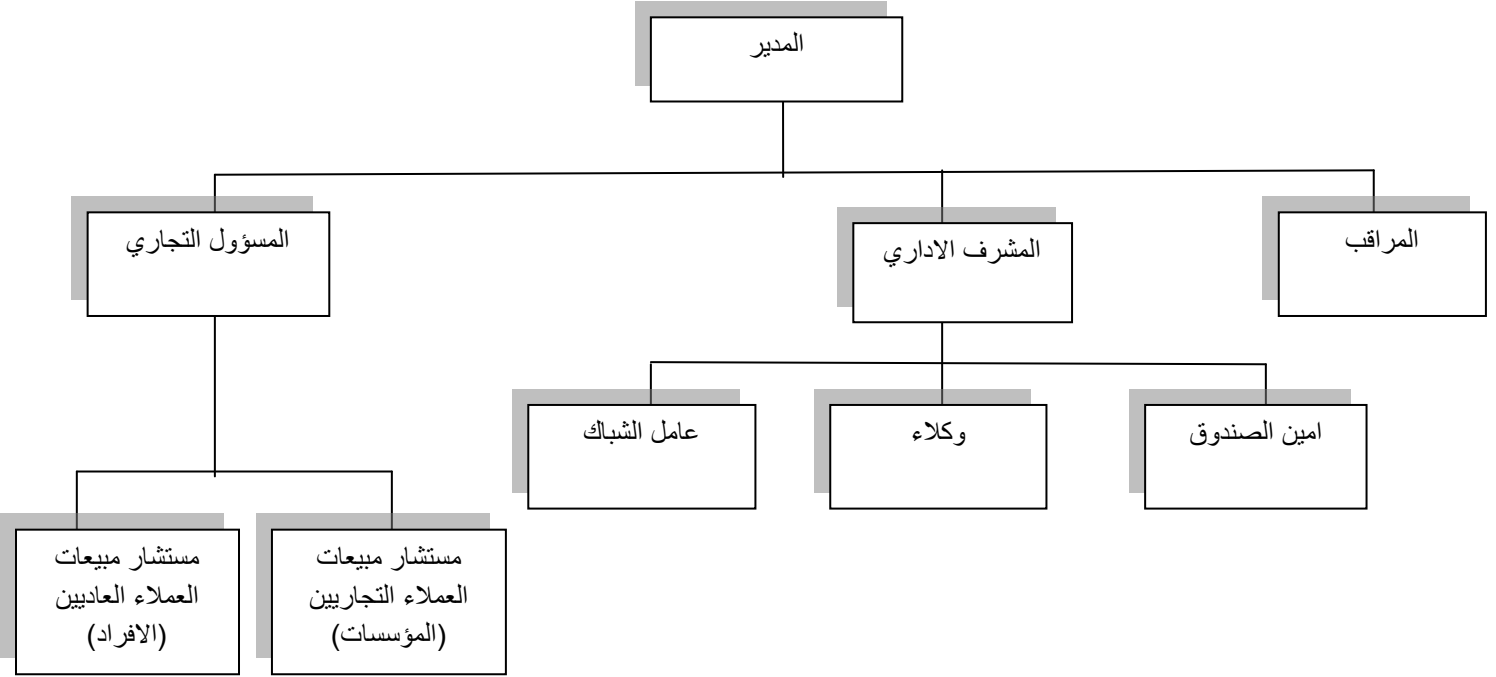 المدير
المراقب
المشرف الاداري
المسؤول التجاري
امين الصندوق
وكلاء
عامل الشباك
مستشار مبيعات
العملاء التجاريين
(المؤسسات)
مستشار مبيعات
العملاء العاديين
(الافراد)